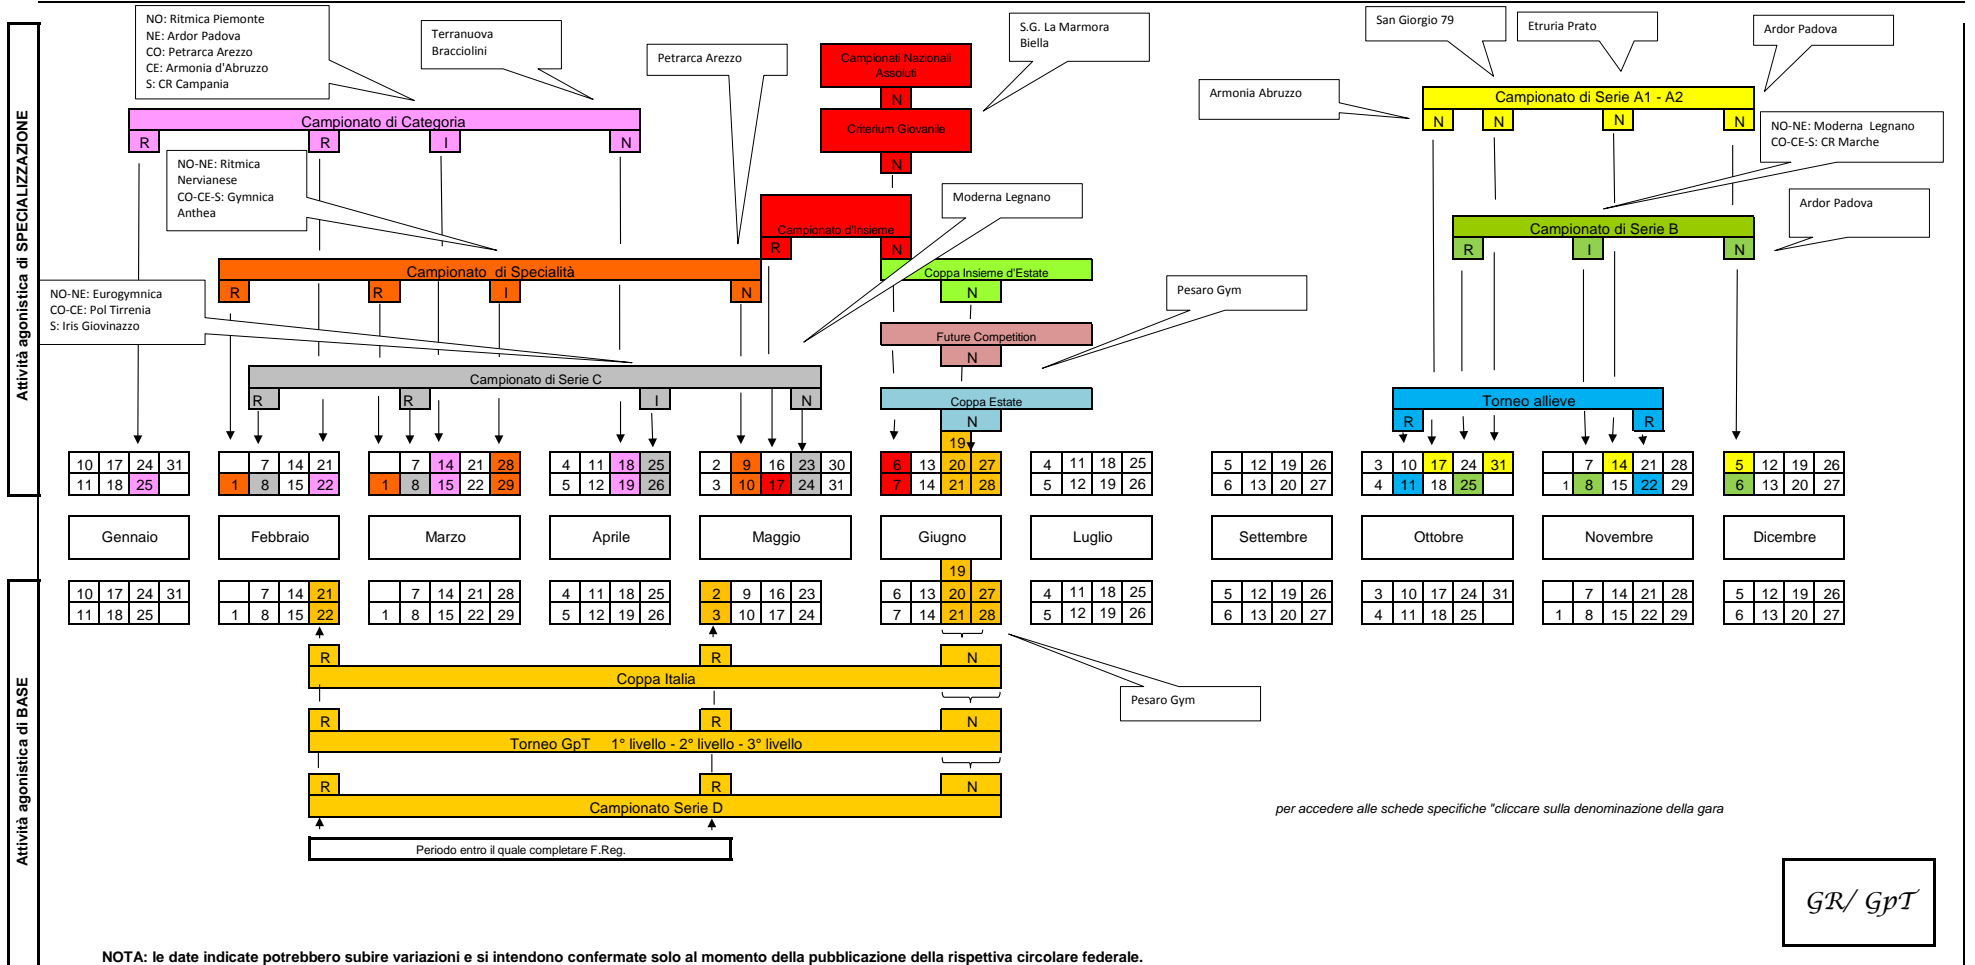 Attività agonistica di SPECIALIZZAZIONE
NO: Ritmica Piemonte
NE: Ardor Padova
CO: Petrarca Arezzo
CE: Armonia d'Abruzzo
S: CR Campania
Terranuova
Bracciolini
Petrarca Arezzo
Campionati Nazionali
Assoluti
N
S.G. La Marmora
Biella
San Giorgio 79
Etruria Prato
Ardor Padova
Armonia Abruzzo
Campionato di Categoria
R R I N
Criterium Giovanile
N
Campionato di Serie A1 - A2
N N N N
NO-NE: Moderna Legnano
CO-CE-S: CR Marche
NO-NE: Ritmica
Nervianese
CO-CE-S: Gymnica
Anthea
Moderna Legnano
Ardor Padova
Campionato d'Insieme
R N
Campionato di Serie B
R I N
Campionato di Specialità
R R I N
Coppa Insieme d'Estate
N
NO-NE: Eurogymnica
CO-CE: Pol Tirrenia
S: Iris Giovinazzo
Pesaro Gym
Future Competition
N
Campionato di Serie C
R R I N
Coppa Estate
N
Torneo allieve
R R
19
10 17 24 31 7 14 21 7 14 21 28 4 11 18 25 2 9 16 23 30 6 13 20 27 4 11 18 25 5 12 19 26 3 10 17 24 31 7 14 21 28 5 12 19 26
11 18 25 1 8 15 22 1 8 15 22 29 5 12 19 26 3 10 17 24 31 7 14 21 28 5 12 19 26 6 13 20 27 4 11 18 25 1 8 15 22 29 6 13 20 27
Gennaio Febbraio Marzo Aprile Maggio Giugno Luglio Settembre Ottobre Novembre Dicembre
Attività agonistica di BASE
19
10 17 24 31 7 14 21 7 14 21 28 4 11 18 25 2 9 16 23 6 13 20 27 4 11 18 25 5 12 19 26 3 10 17 24 31 7 14 21 28 5 12 19 26
11 18 25 1 8 15 22 1 8 15 22 29 5 12 19 26 3 10 17 24 7 14 21 28 5 12 19 26 6 13 20 27 4 11 18 25 1 8 15 22 29 6 13 20 27
R R N
Coppa Italia
Pesaro Gym
R R N
Torneo GpT 1° livello - 2° livello - 3° livello
R R N
Campionato Serie D
per accedere alle schede specifiche "cliccare sulla denominazione della gara
Periodo entro il quale completare F.Reg.
GR/ GpT
NOTA: le date indicate potrebbero subire variazioni e si intendono confermate solo al momento della pubblicazione della rispettiva circolare federale.